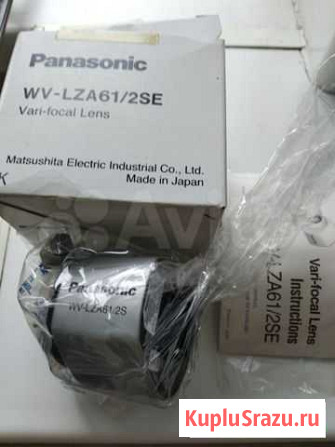 Panasonic
WV-LZA61/2SE
Vari-focal Lens
Matsushita Electric Industrial Co., Ltd.
Made in Japan
K
Avito
Panasonic
WV-LZA61/2S
Vari-focal Lens
Instructions
V-LZA61/2SE
KupluSrazu.ru